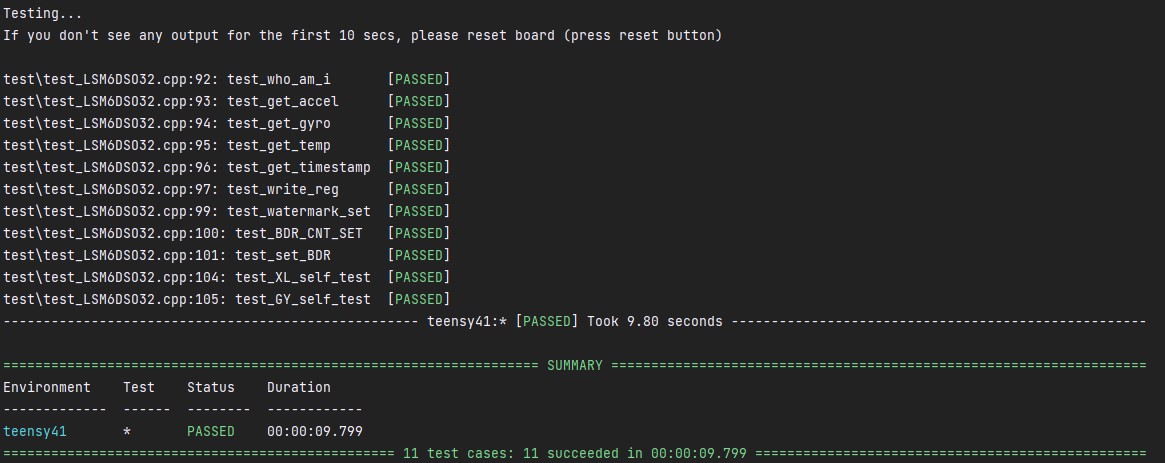 Testing...
If you don't see any output for the first 10 secs, please reset board (press reset button)
test\test_LSM6DSO32.cpp:92: test_who_am_i       [PASSED]
test\test_LSM6DSO32.cpp:93: test_get_accel      [PASSED]
test\test_LSM6DSO32.cpp:94: test_get_gyro       [PASSED]
test\test_LSM6DSO32.cpp:95: test_get_temp       [PASSED]
test\test_LSM6DSO32.cpp:96: test_get_timestamp  [PASSED]
test\test_LSM6DSO32.cpp:97: test_write_reg      [PASSED]
test\test_LSM6DSO32.cpp:99: test_watermark_set  [PASSED]
test\test_LSM6DSO32.cpp:100: test_BDR_CNT_SET   [PASSED]
test\test_LSM6DSO32.cpp:101: test_set_BDR       [PASSED]
test\test_LSM6DSO32.cpp:104: test_XL_self_test  [PASSED]
test\test_LSM6DSO32.cpp:105: test_GY_self_test  [PASSED]
---------------------------------------------------- teensy41:* [PASSED] Took 9.80 seconds ----------------------------------------------------
=================================================================== SUMMARY ===================================================================
Environment    Test    Status    Duration
-------------  ------  --------  ------------
teensy41       *       PASSED    00:00:09.799
================================================= 11 test cases: 11 succeeded in 00:00:09.799 =================================================